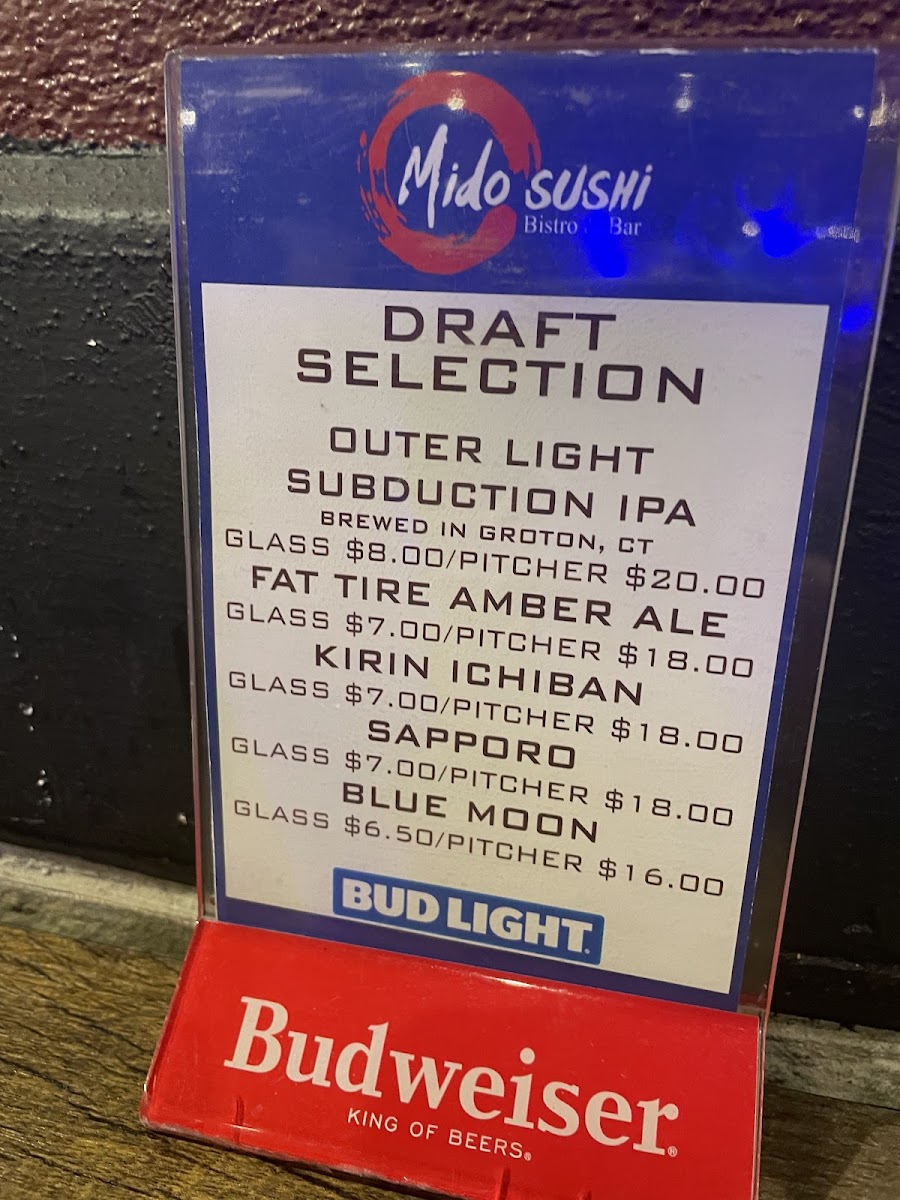 Mido SUSHi
Bistro Bar
DRAFT
SELECTION
OUTER LIGHT
SUBDUCTION IPA
BREWED IN GROTON, CT
GLASS $8.00/PITCHER $20.00
FAT TIRE AMBER ALE
GLASS $7.00/PITCHER $18.00
KIRIN ICHIBAN
GLASS $7.00/PITCHER $18.00
SAPPORO
GLASS $7.00/PITCHER $18.00
BLUE MOON
GLASS $6.50/PITCHER $16.00
BUD LIGHT.
Budweiser®
KING OF BEERS®